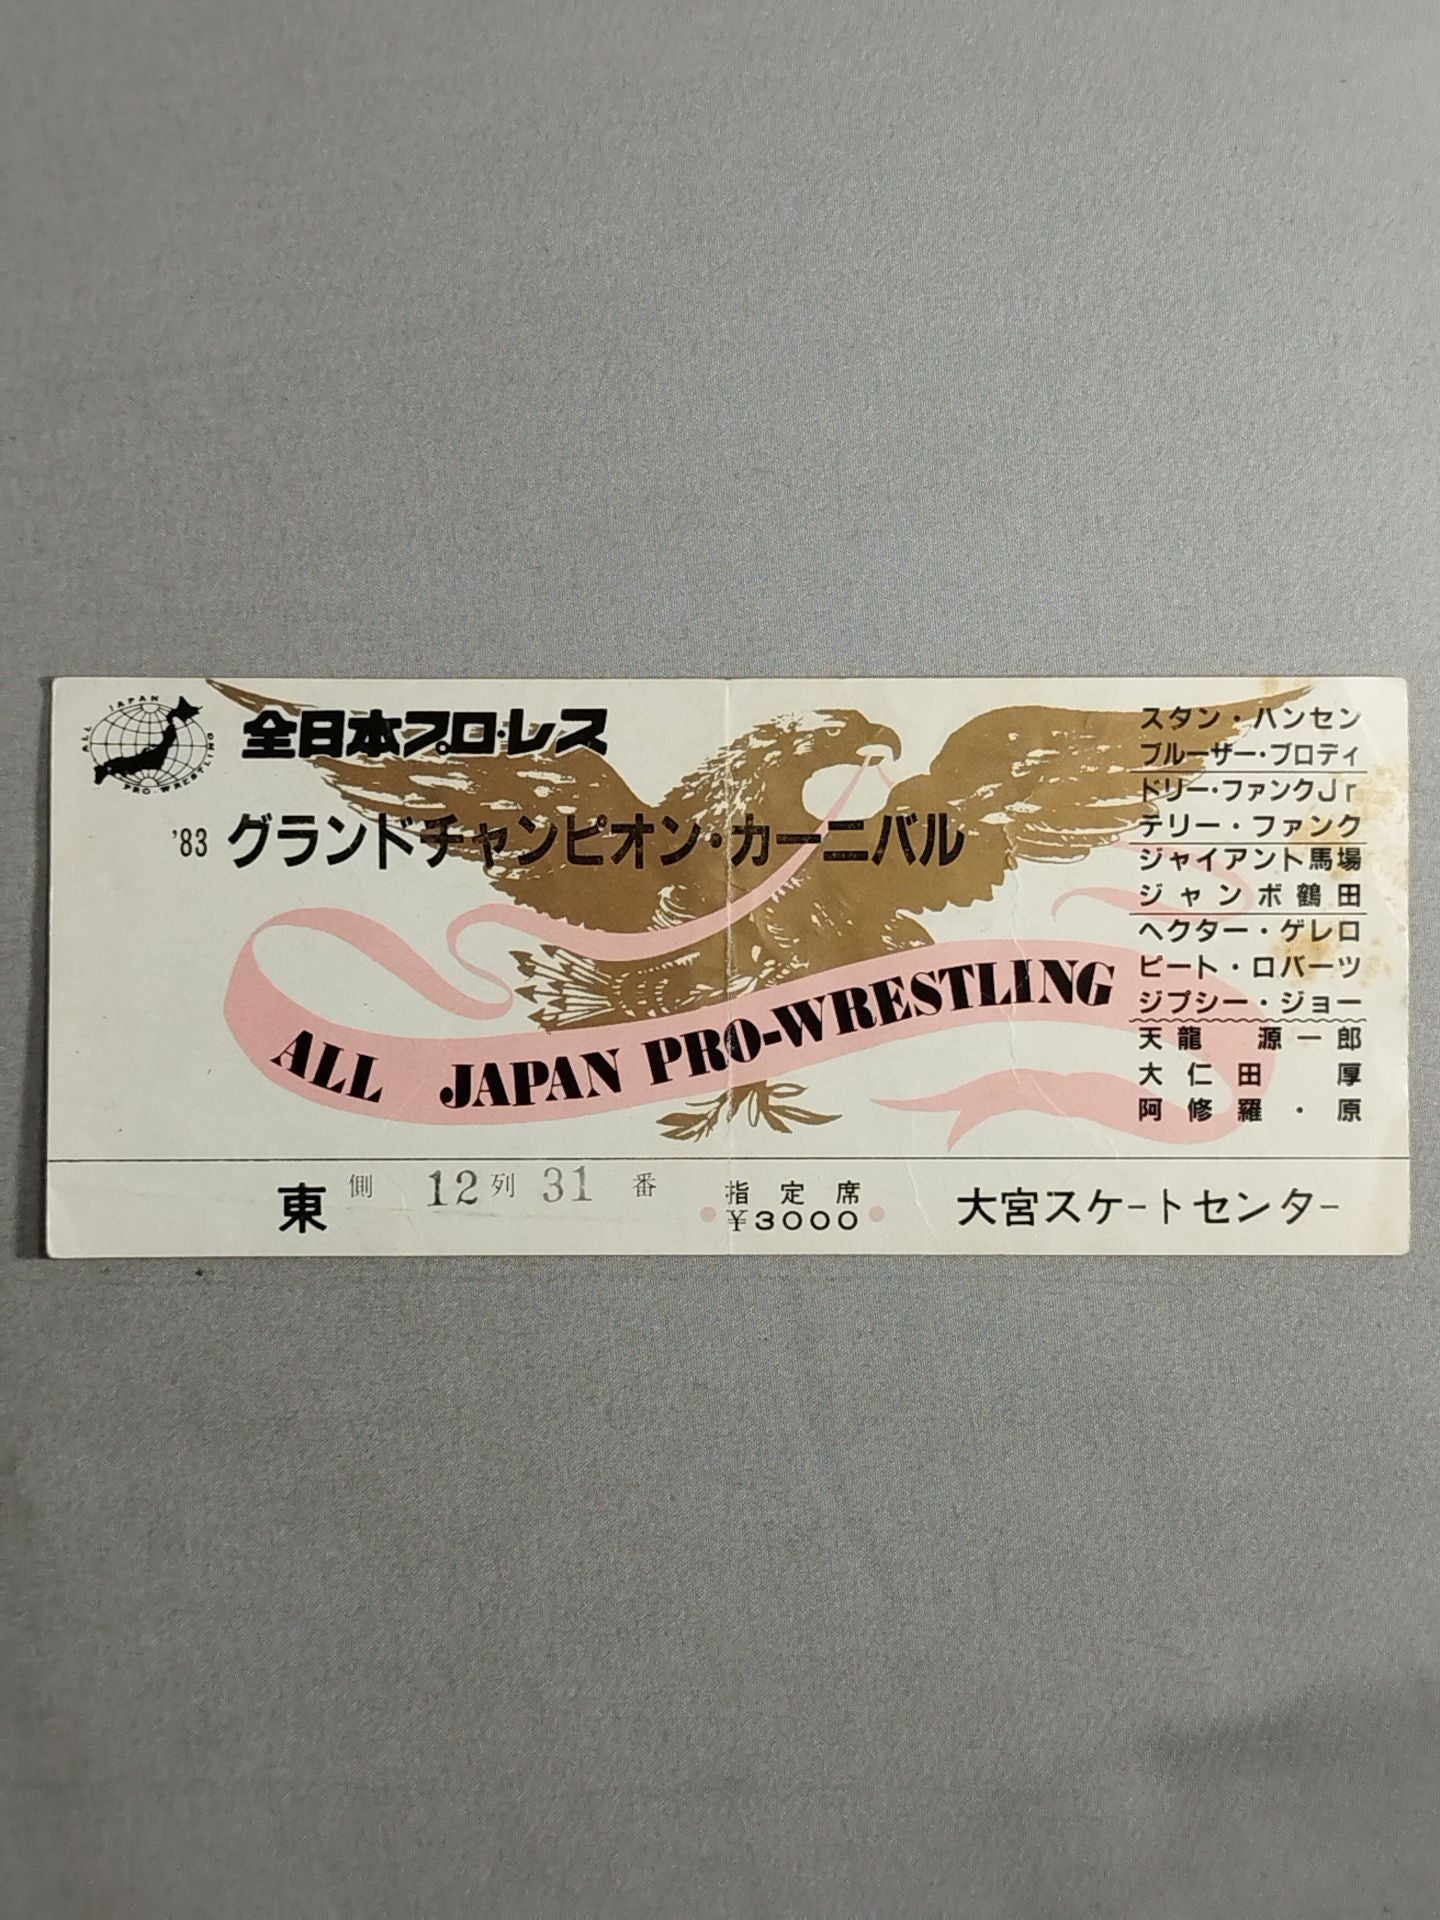 ALL JAPAN PRO-WRESTLING
全日本プロ・レス
'83 グランドチャンピオン・カーニバル
ALL JAPAN PRO-WRESTLING
スタン・ハンセン
ブルーザー・ブロディ
ドリー・ファンクJr
テリー・ファンク
ジャイアント馬場
ジャンボ鶴田
ヘクター・ゲレロ
ピート・ロバーツ
ジプシー・ジョー
天龍 源一郎
大仁田 厚
阿修羅・原
東側 12列 31番
指定席
¥3000
大宮スケートセンター